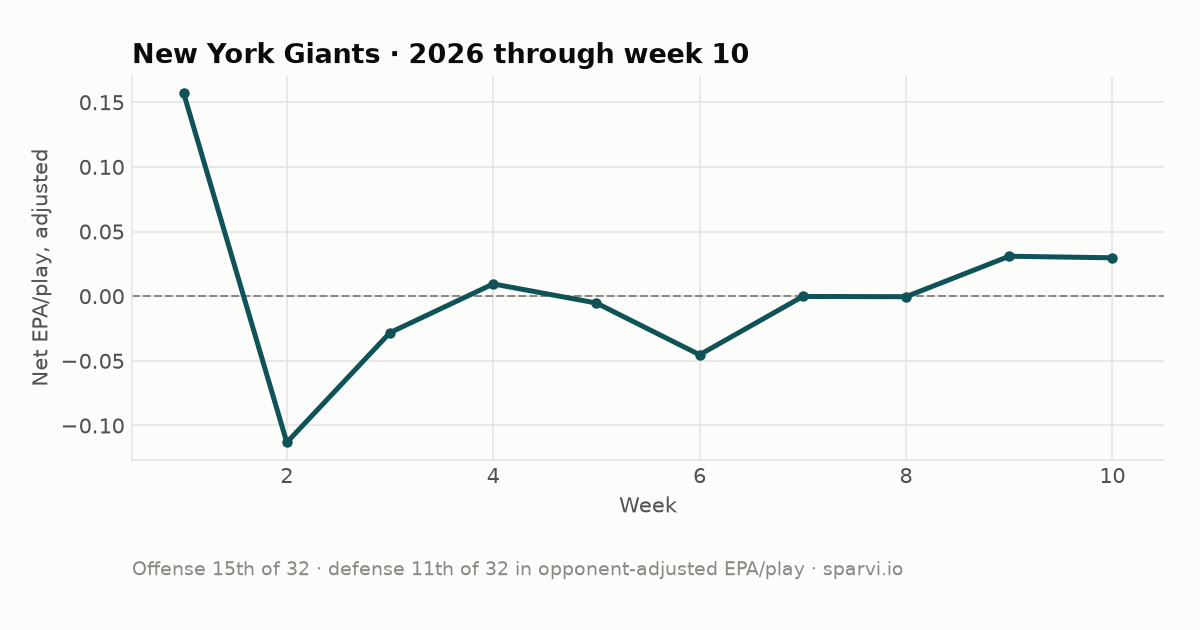 New York Giants · 2026 through week 10
Net EPA/play, adjusted
0.15
0.10
0.05
0.00
−0.05
−0.10
2 4 6 8 10
Week
Offense 15th of 32 · defense 11th of 32 in opponent-adjusted EPA/play · sparvi.io